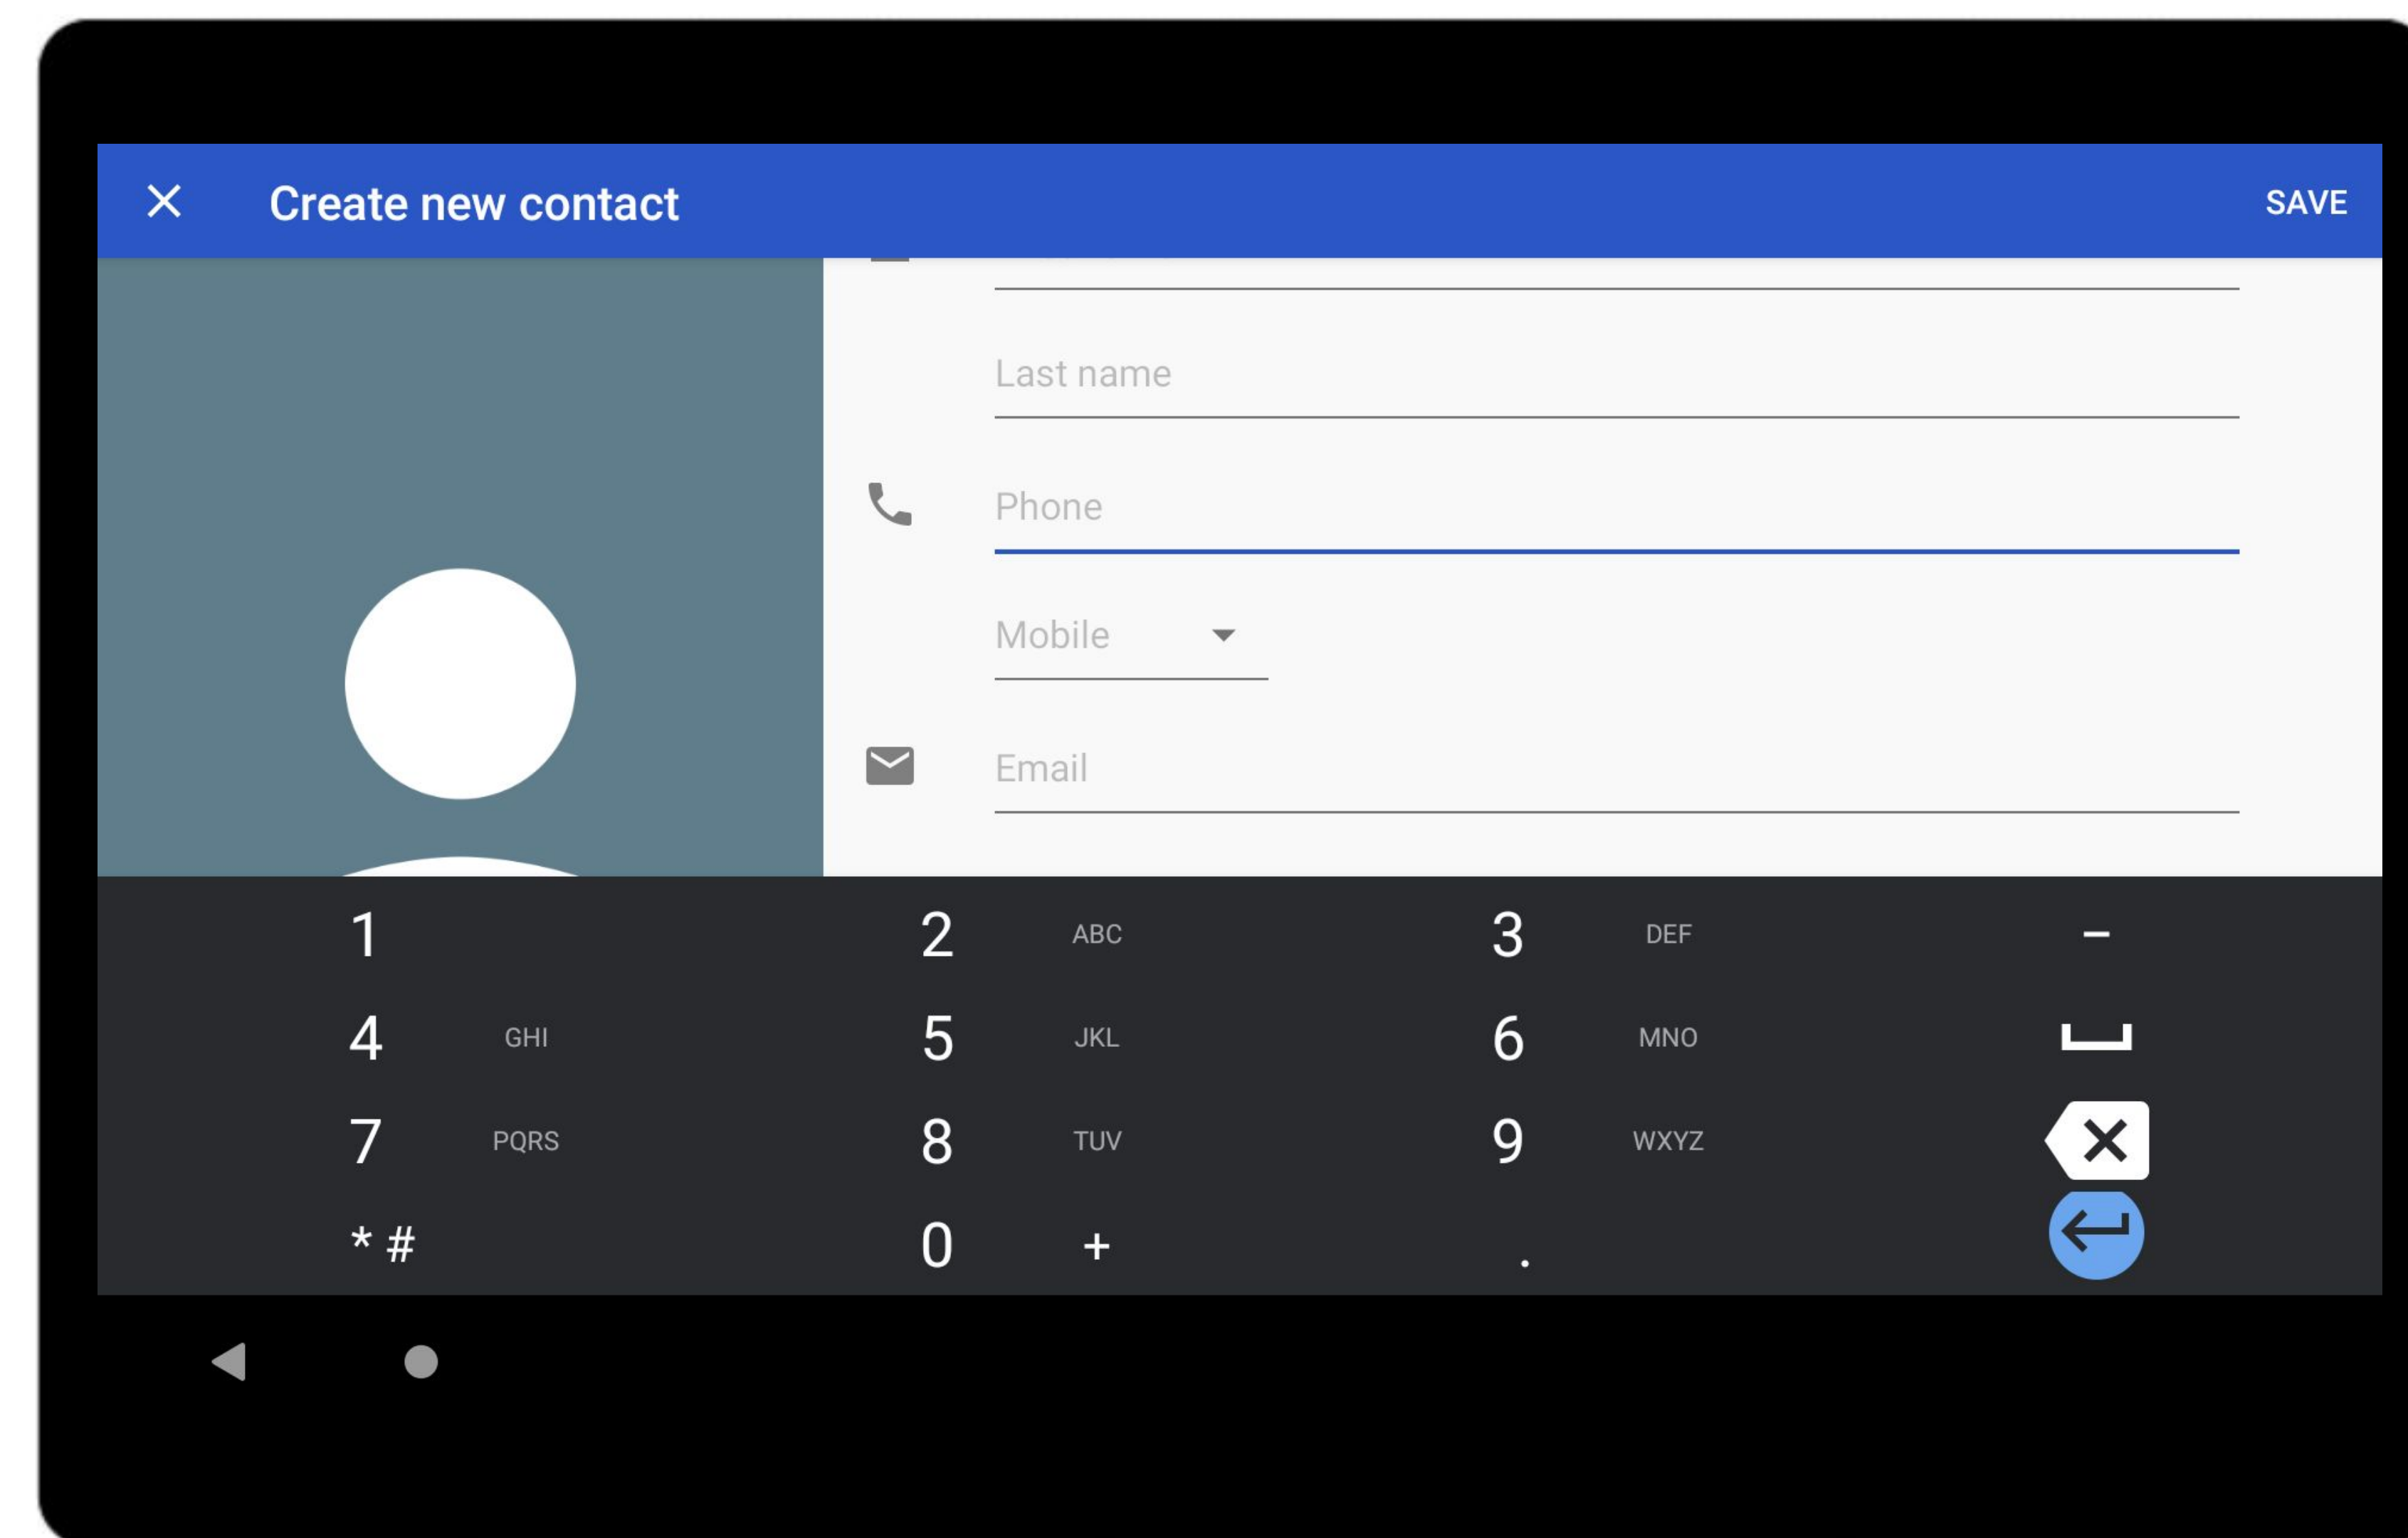 Create new contact SAVE
Last name
Phone
Mobile
Email
1 2 ABC 3 DEF -
4 GHI 5 JKL 6 MNO
7 PQRS 8 TUV 9 WXYZ
* # 0 + .